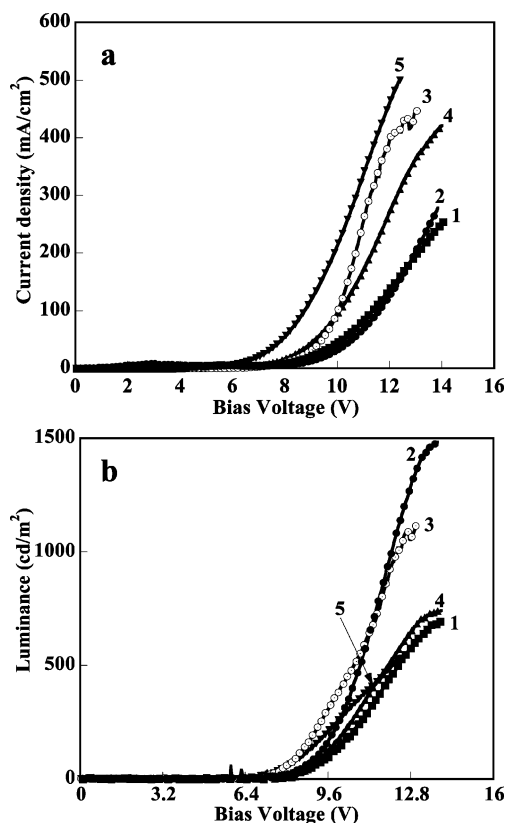 a
600
500
400
300
200
100
0
Current density (mA/cm²)
5
3
4
2
1
0 2 4 6 8 10 12 14 16
Bias Voltage (V)
b
1500
1000
500
0
Luminance (cd/m²)
2
3
5
4
1
0 3.2 6.4 9.6 12.8 16
Bias Voltage (V)